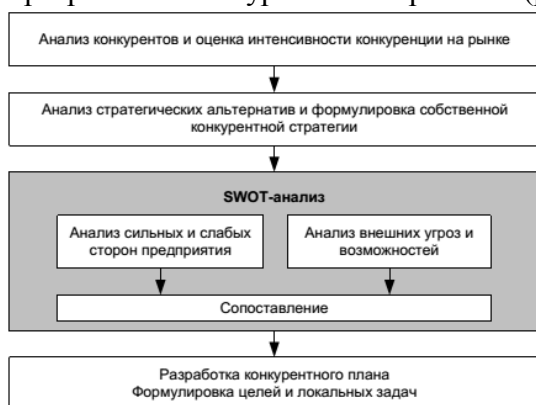 Анализ конкурентов и оценка интенсивности конкуренции на рынке
Анализ стратегических альтернатив и формулировка собственной
конкурентной стратегии
SWOT-анализ
Анализ сильных и слабых
сторон предприятия
Анализ внешних угроз и
возможностей
Сопоставление
Разработка конкурентного плана
Формулировка целей и локальных задач